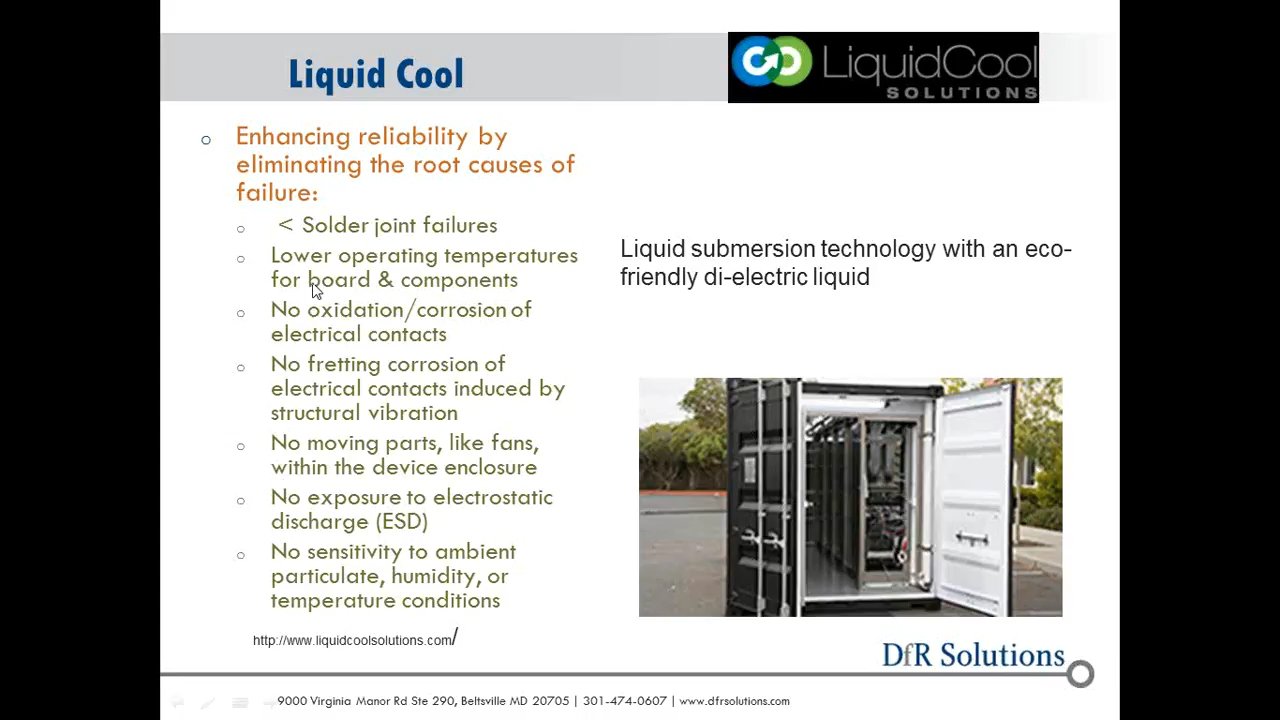 Liquid Cool
LiquidCool
SOLUTIONS
Enhancing reliability by
eliminating the root causes of
failure:
< Solder joint failures
Lower operating temperatures
for board & components
No oxidation/corrosion of
electrical contacts
No fretting corrosion of
electrical contacts induced by
structural vibration
No moving parts, like fans,
within the device enclosure
No exposure to electrostatic
discharge (ESD)
No sensitivity to ambient
particulate, humidity, or
temperature conditions
http://www.liquidcoolsolutions.com/
Liquid submersion technology with an eco-
friendly di-electric liquid
DfR Solutions
9000 Virginia Manor Rd Ste 290, Beltsville MD 20705 | 301-474-0607 | www.dfrsolutions.com